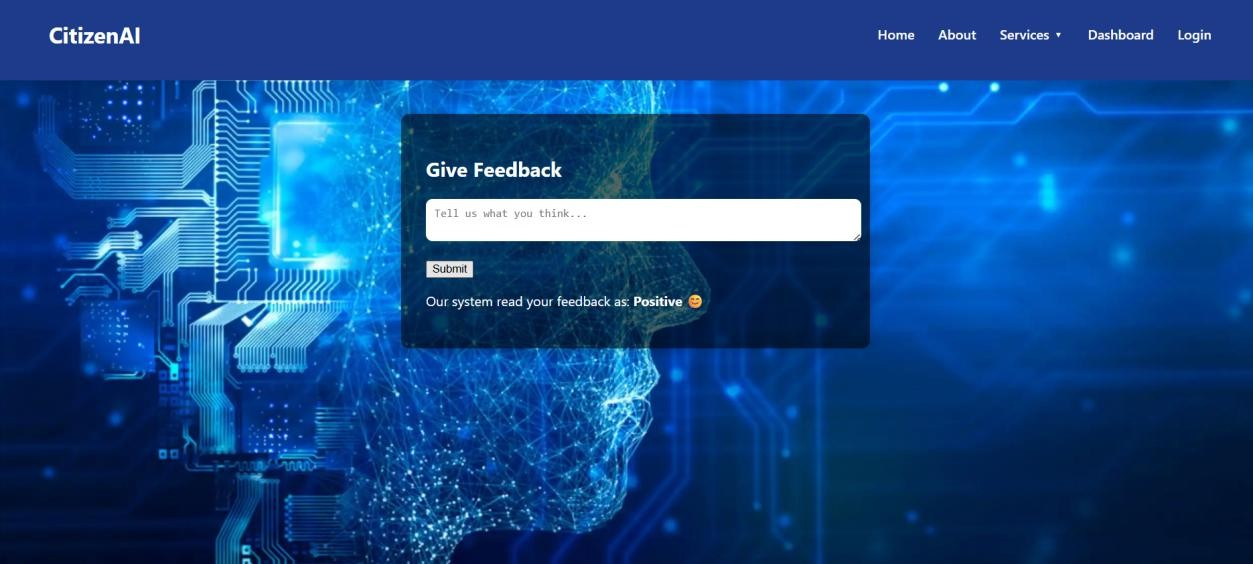 CitizenAI
Home About Services ▼ Dashboard Login
Give Feedback
Tell us what you think...
Submit
Our system read your feedback as: Positive 😊